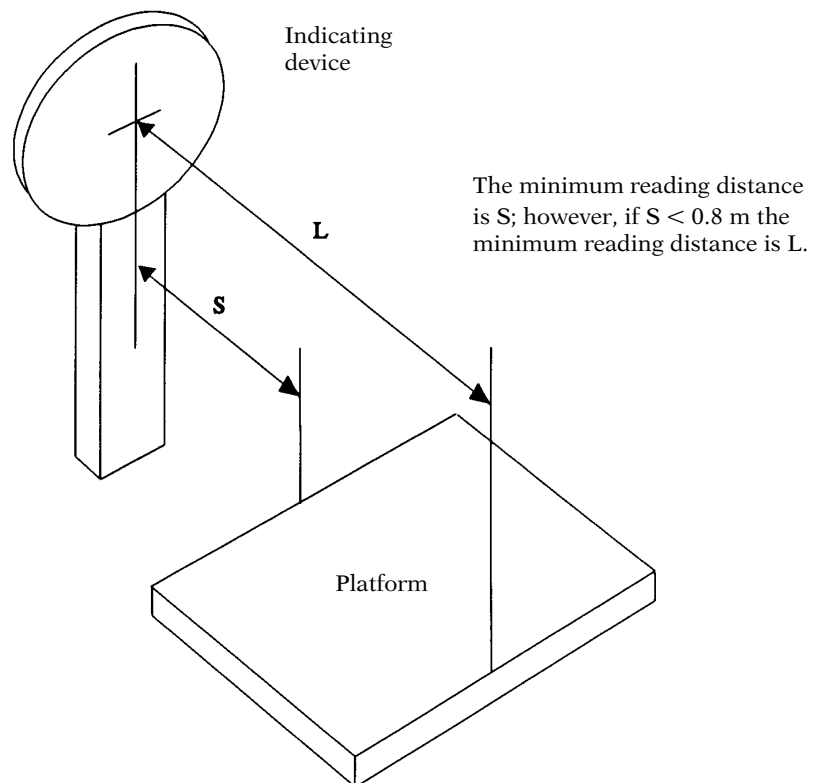 Indicating
device
The minimum reading distance
is S; however, if S < 0.8 m the
minimum reading distance is L.
L
S
Platform